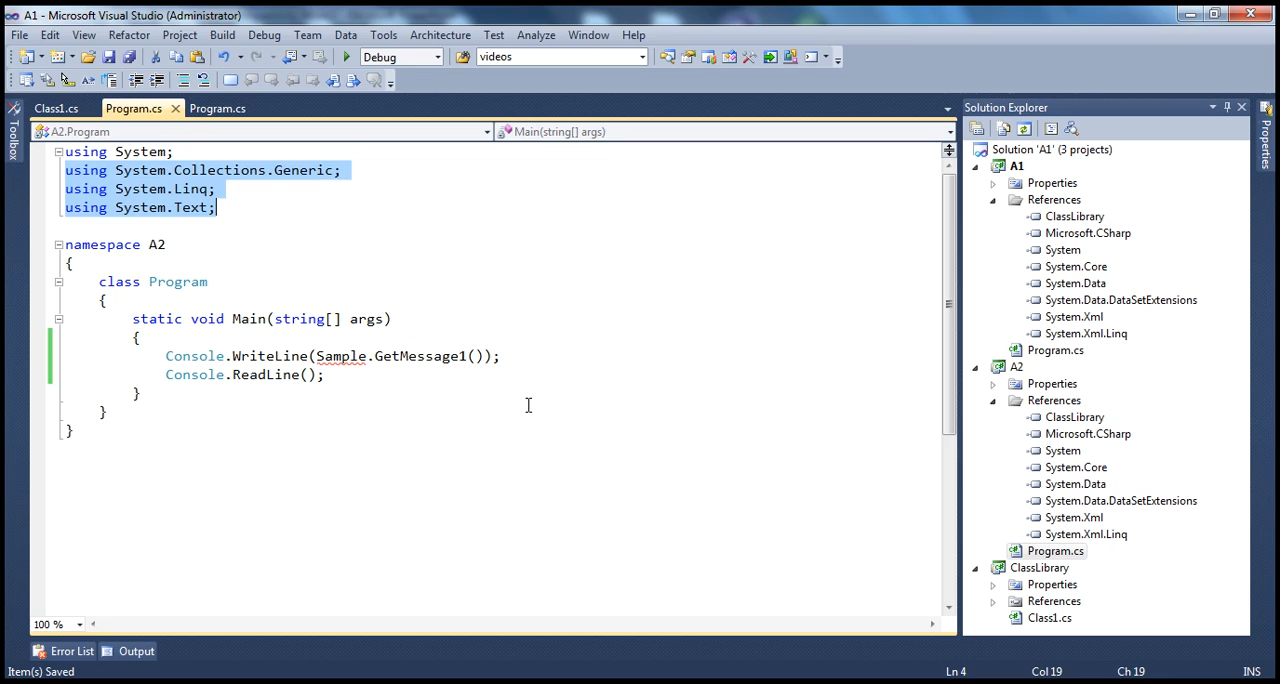 A1 - Microsoft Visual Studio (Administrator)
File Edit View Refactor Project Build Debug Team Data Tools Architecture Test Analyze Window Help
Debug videos
Class1.cs Program.cs Program.cs
A2.Program Main(string[] args)
using System;
using System.Collections.Generic;
using System.Linq;
using System.Text;
namespace A2
{
class Program
{
static void Main(string[] args)
{
Console.WriteLine(Sample.GetMessage1());
Console.ReadLine();
}
}
}
100 %
Error List Output
Item(s) Saved Ln 4 Col 19 Ch 19 INS
Toolbox
Solution Explorer
Solution 'A1' (3 projects)
A1
Properties
References
ClassLibrary
Microsoft.CSharp
System
System.Core
System.Data
System.Data.DataSetExtensions
System.Xml
System.Xml.Linq
Program.cs
A2
Properties
References
ClassLibrary
Microsoft.CSharp
System
System.Core
System.Data
System.Data.DataSetExtensions
System.Xml
System.Xml.Linq
Program.cs
ClassLibrary
Properties
References
Class1.cs
Properties